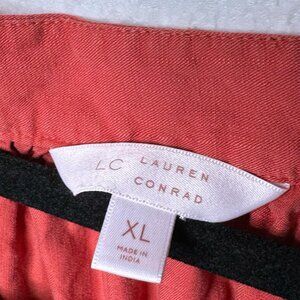 LC LAUREN
CONRAD
XL
MADE IN
INDIA